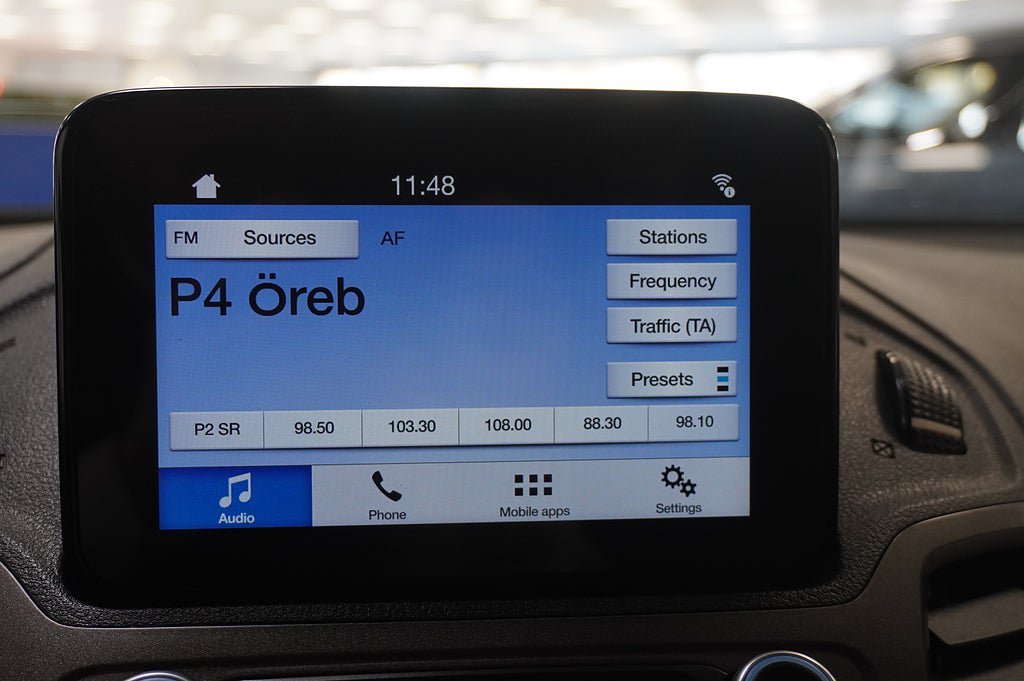 11:48
FM Sources AF
Stations
P4 Öreb
Frequency
Traffic (TA)
Presets
P2 SR 98.50 103.30 108.00 88.30 98.10
Audio Phone Mobile apps Settings